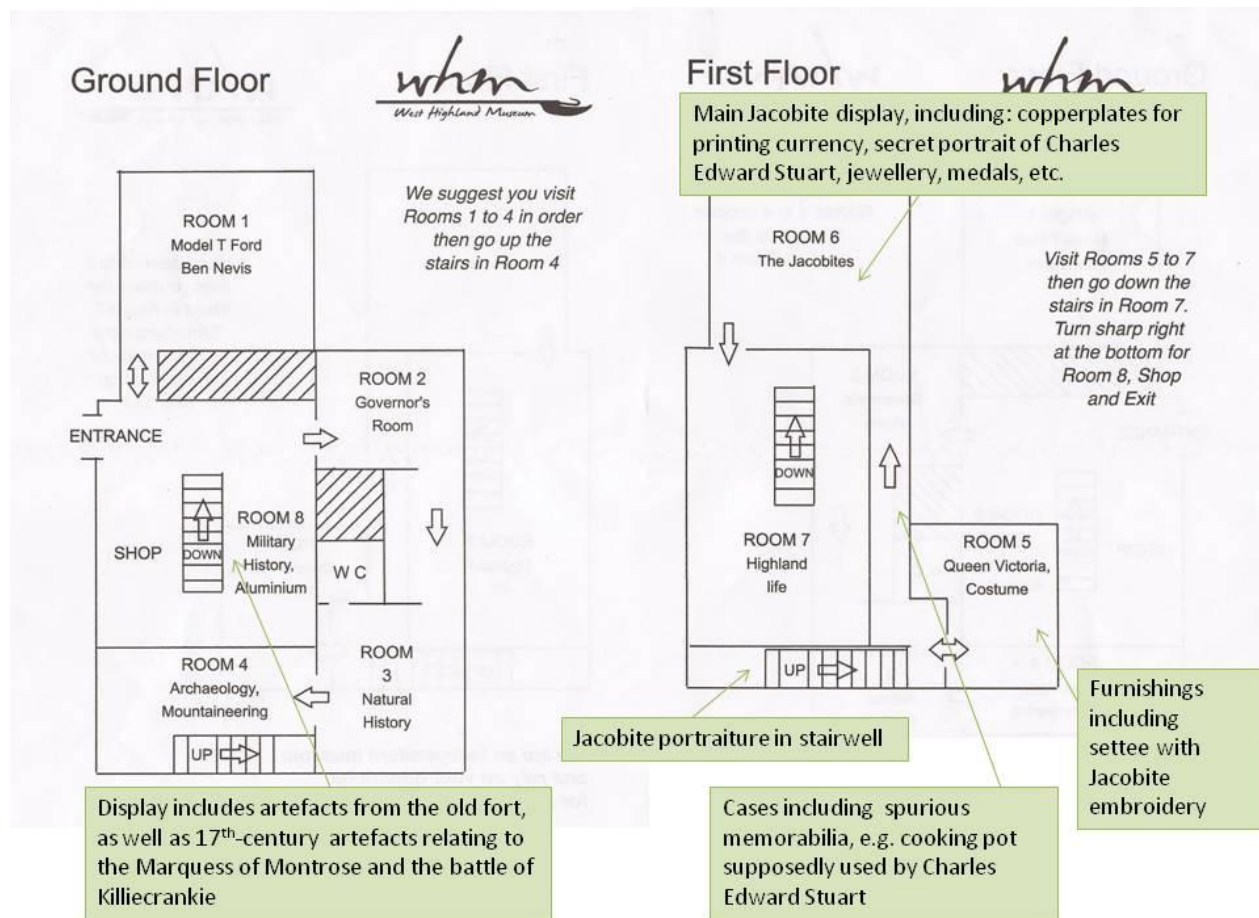 Ground Floor
whm
West Highland Museum
We suggest you visit
Rooms 1 to 4 in order
then go up the
stairs in Room 4
ROOM 1
Model T Ford
Ben Nevis
ROOM 2
Governor's
Room
ENTRANCE
SHOP
DOWN
ROOM 8
Military
History,
Aluminium
W C
ROOM 4
Archaeology,
Mountaineering
ROOM
3
Natural
History
UP
Display includes artefacts from the old fort,
as well as 17th-century artefacts relating to
the Marquess of Montrose and the battle of
Killiecrankie
First Floor
whm
Main Jacobite display, including: copperplates for
printing currency, secret portrait of Charles
Edward Stuart, jewellery, medals, etc.
ROOM 6
The Jacobites
Visit Rooms 5 to 7
then go down the
stairs in Room 7.
Turn sharp right
at the bottom for
Room 8, Shop
and Exit
DOWN
ROOM 7
Highland
life
ROOM 5
Queen Victoria,
Costume
UP
Jacobite portraiture in stairwell
Furnishings
including
settee with
Jacobite
embroidery
Cases including spurious
memorabilia, e.g. cooking pot
supposedly used by Charles
Edward Stuart